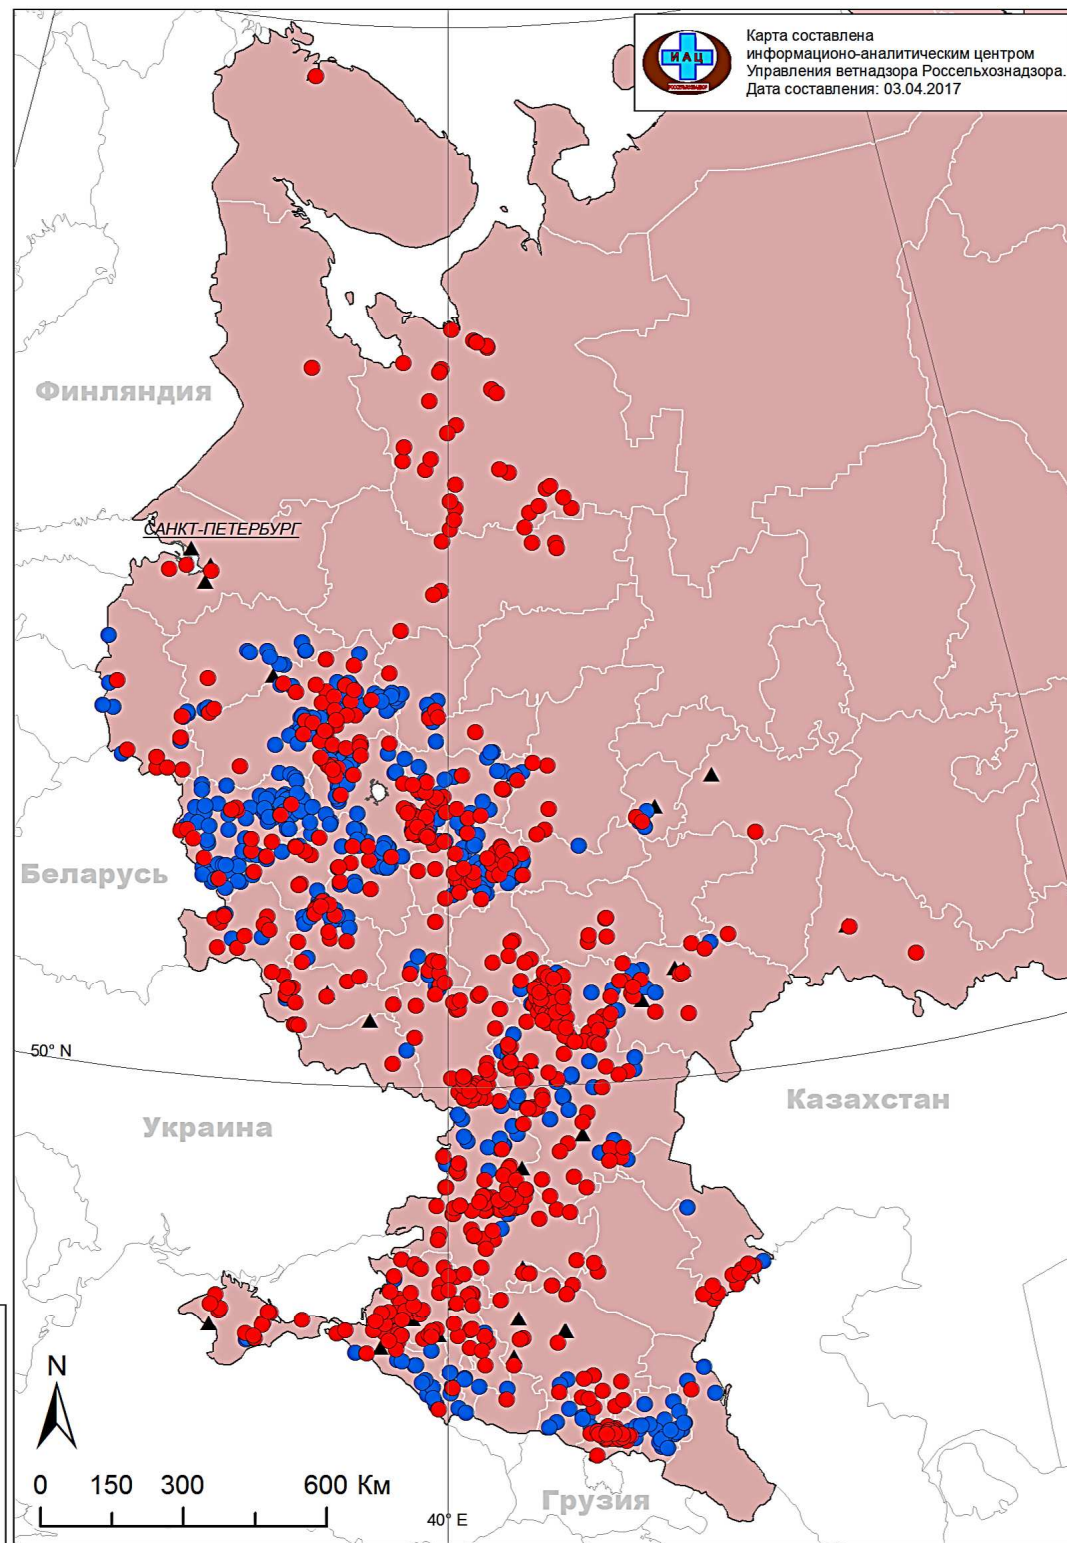 Карта составлена
информационо-аналитическим центром
Управления ветнадзора Россельхознадзора.
Дата составления: 03.04.2017
И А Ц
РОССЕЛЬХОЗНАДЗОР
Финляндия
САНКТ-ПЕТЕРБУРГ
Беларусь
50° N
Украина
Казахстан
N
0 150 300 600 Км
40° E
Грузия